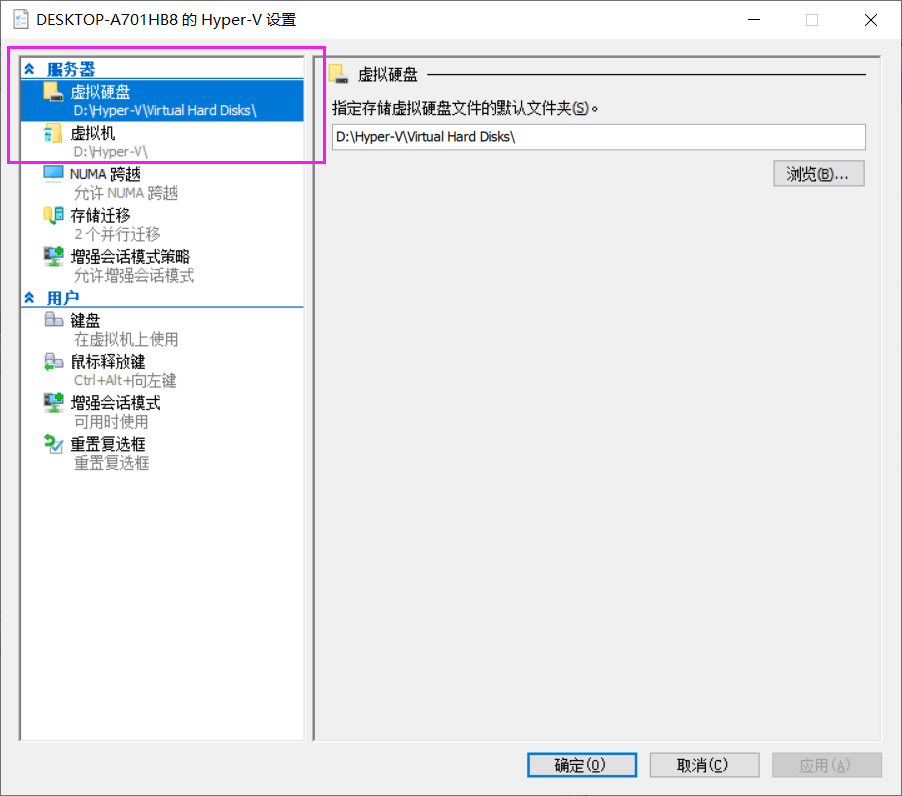 DESKTOP-A701HB8 的 Hyper-V 设置
服务器
虚拟硬盘
D:\Hyper-V\Virtual Hard Disks\
虚拟机
D:\Hyper-V\
NUMA 跨越
允许 NUMA 跨越
存储迁移
2 个并行迁移
增强会话模式策略
允许增强会话模式
用户
键盘
在虚拟机上使用
鼠标释放键
Ctrl+Alt+向左键
增强会话模式
可用时使用
重置复选框
重置复选框
虚拟硬盘
指定存储虚拟硬盘文件的默认文件夹(S)。
D:\Hyper-V\Virtual Hard Disks\
浏览(B)...
确定(O)
取消(C)
应用(A)